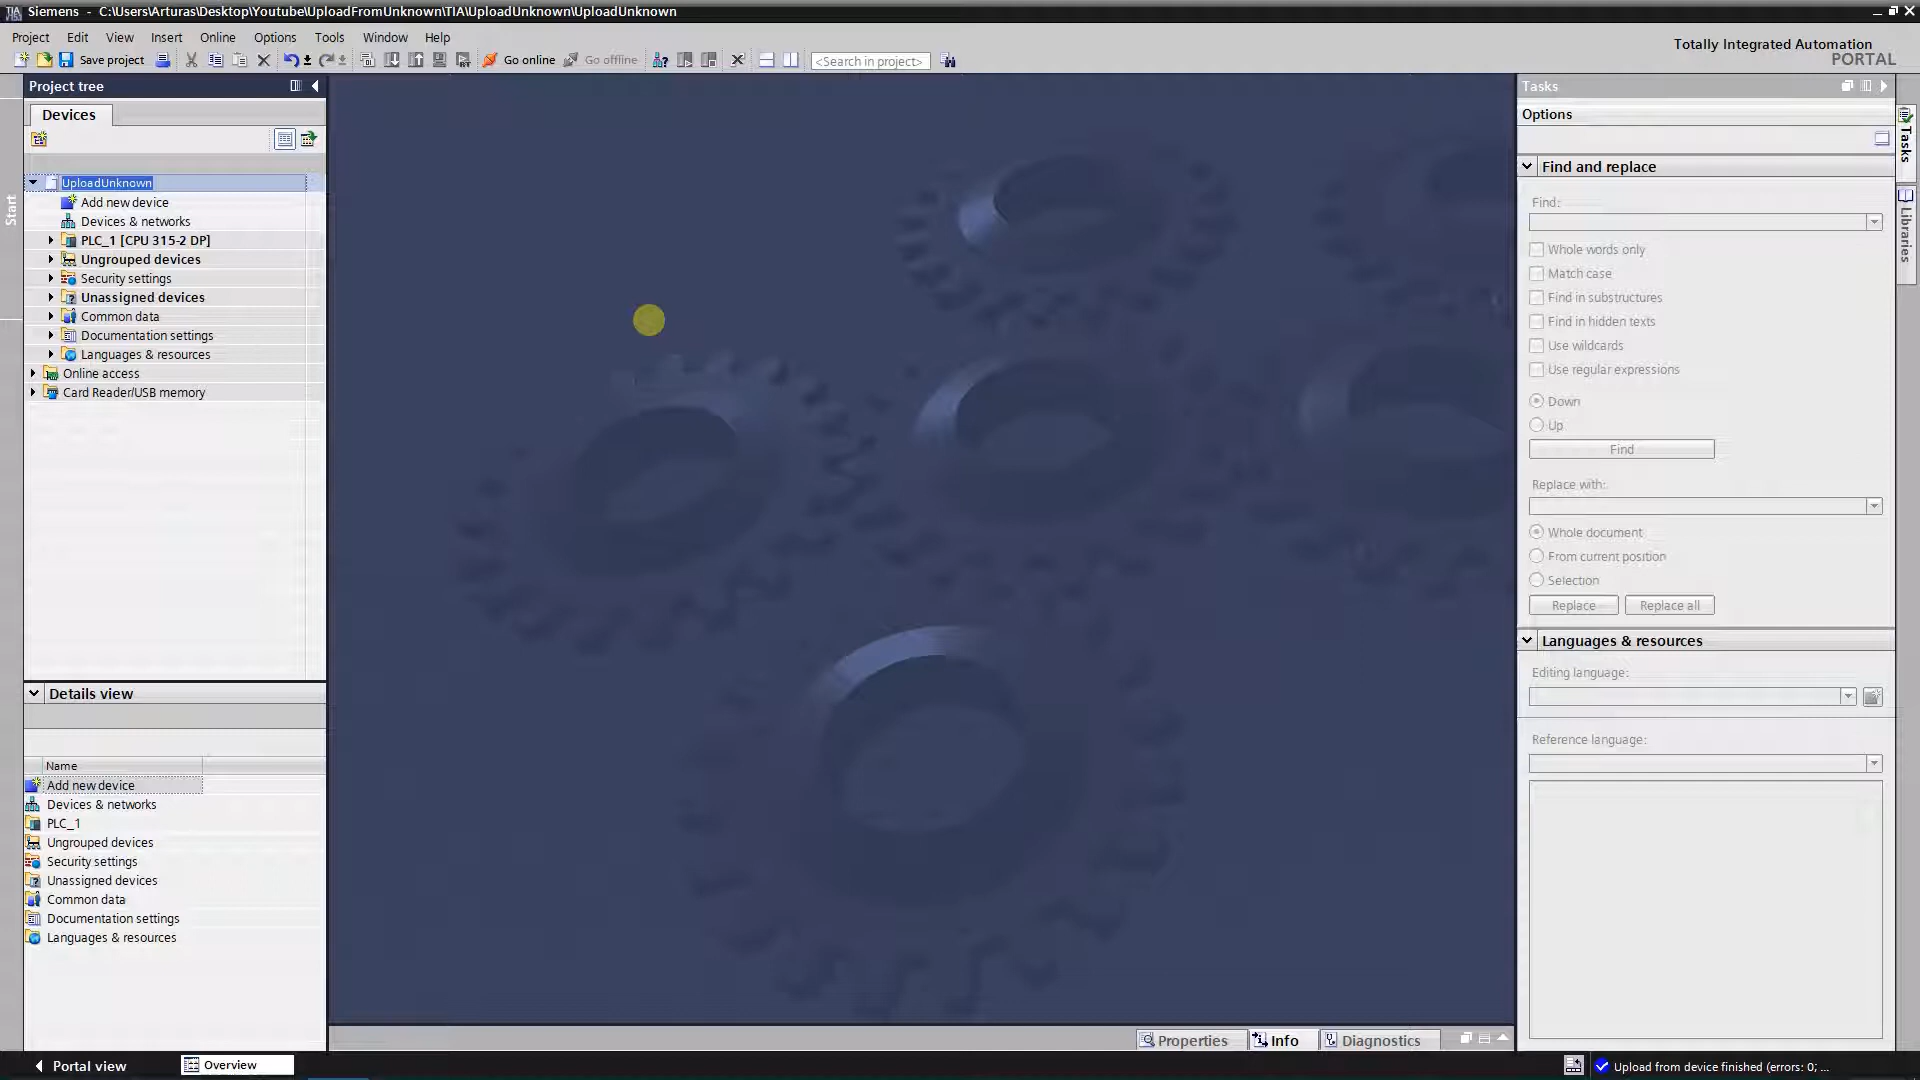 Siemens - C:\Users\Arturas\Desktop\Youtube\UploadFromUnknown\TIA\UploadUnknown\UploadUnknown
Project Edit View Insert Online Options Tools Window Help
Totally Integrated Automation
PORTAL
Save project Go online Go offline <Search in project>
Project tree
Devices
UploadUnknown
Add new device
Devices & networks
PLC_1 [CPU 315-2 DP]
Ungrouped devices
Security settings
Unassigned devices
Common data
Documentation settings
Languages & resources
Online access
Card Reader/USB memory
Start
Details view
Name
Add new device
Devices & networks
PLC_1
Ungrouped devices
Security settings
Unassigned devices
Common data
Documentation settings
Languages & resources
Tasks
Options
Find and replace
Find:
Whole words only
Match case
Find in substructures
Find in hidden texts
Use wildcards
Use regular expressions
Down
Up
Find
Replace with:
Whole document
From current position
Selection
Replace Replace all
Languages & resources
Editing language:
Reference language:
Tasks
Libraries
Properties Info Diagnostics
Portal view Overview
Upload from device finished (errors: 0; ...